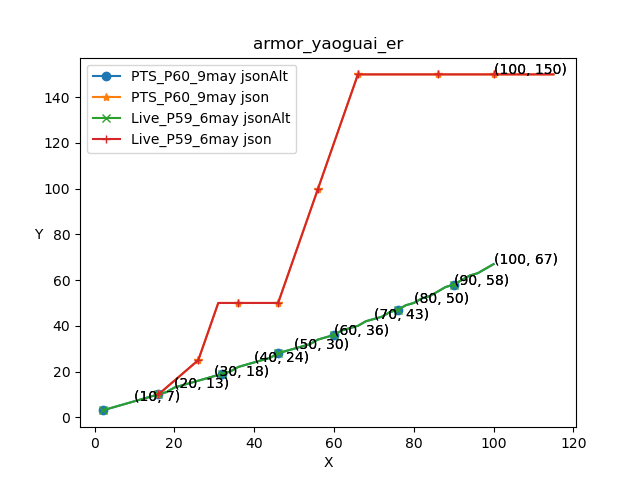 armor_yaoguai_er
PTS_P60_9may jsonAlt
PTS_P60_9may json
Live_P59_6may jsonAlt
Live_P59_6may json
(100, 150)
(100, 67)
(90, 58)
(80, 50)
(70, 43)
(60, 36)
(50, 30)
(40, 24)
(30, 18)
(20, 13)
(10, 7)
Y
140
120
100
80
60
40
20
0
0 20 40 60 80 100 120
X